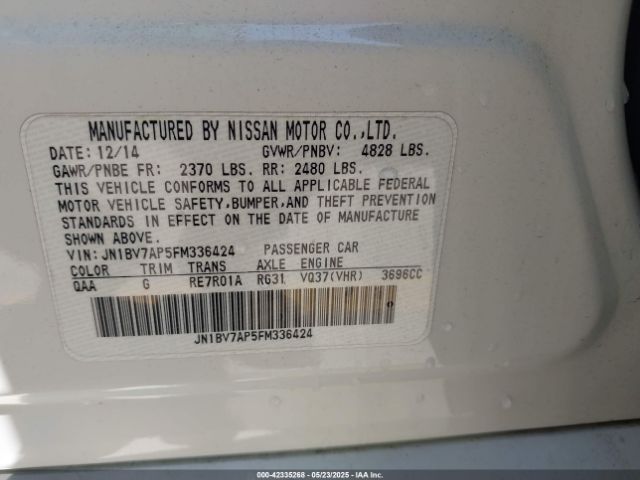 MANUFACTURED BY NISSAN MOTOR CO.,LTD.
DATE: 12/14 GVWR/PNBV: 4828 LBS.
GAWR/PNBE FR: 2370 LBS. RR: 2480 LBS.
THIS VEHICLE CONFORMS TO ALL APPLICABLE FEDERAL
MOTOR VEHICLE SAFETY,BUMPER,AND THEFT PREVENTION
STANDARDS IN EFFECT ON THE DATE OF MANUFACTURE
SHOWN ABOVE.
VIN: JN1BV7AP5FM336424 PASSENGER CAR
COLOR TRIM TRANS AXLE ENGINE
QAA G RE7R01A RG31 VQ37(VHR) 3696CC
JN1BV7AP5FM336424
000-42335268 - 05/23/2025 - IAA Inc.